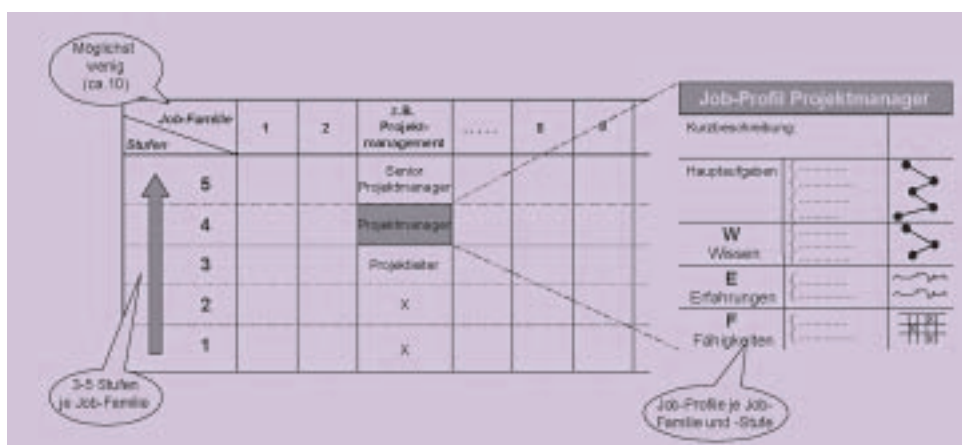 Möglichst
wenig
(ca. 10)
Job-Familie
Stufen
1
2
z.B.
Projekt-
management
.....
8
5
Senior
Projektmanager
4
Projektmanager
3
Projektleiter
2
X
1
X
3-5 Stufen
je Job-Familie
Job-Profil Projektmanager
Kurzbeschreibung:
Hauptaufgaben
W
Wissen
E
Erfahrungen
F
Fähigkeiten
Job-Profile je Job-
Familie und -Stufe